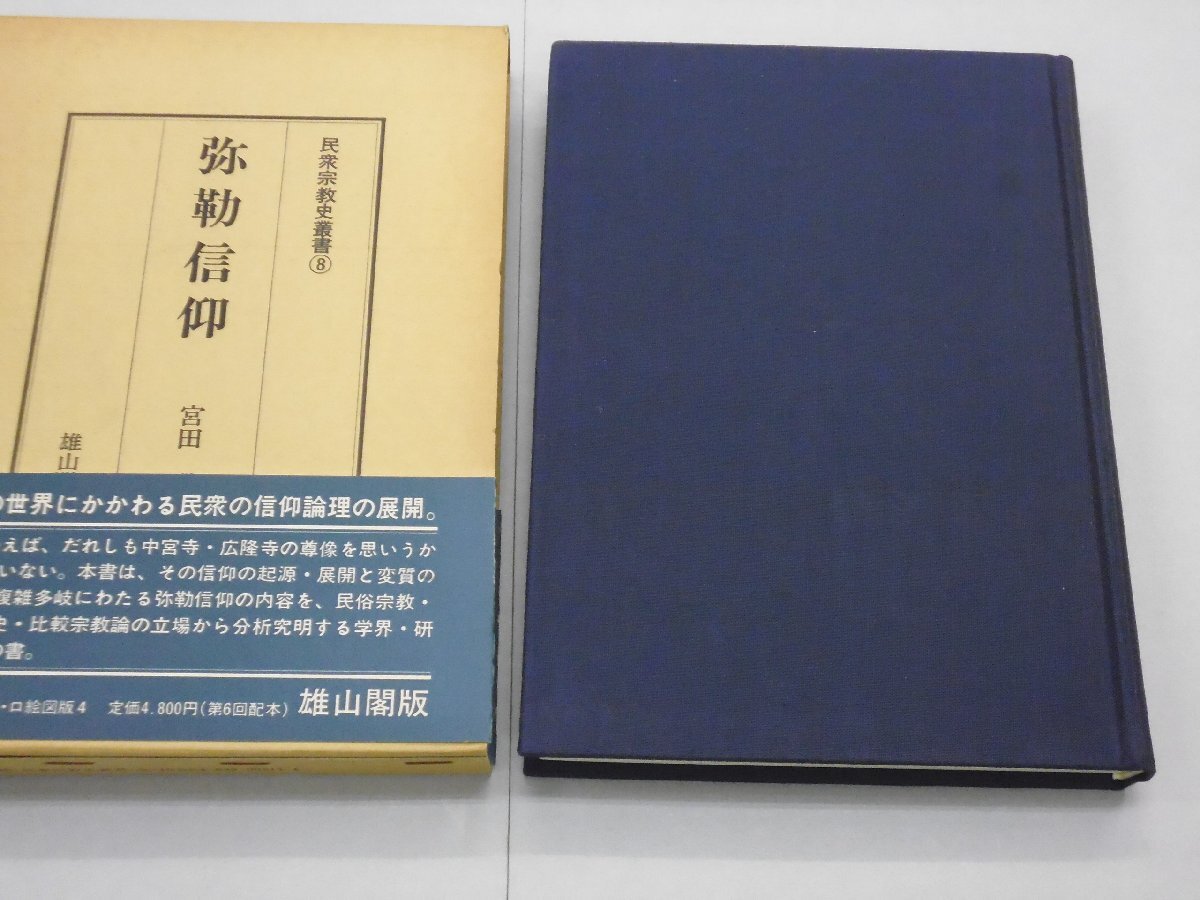 民衆宗教史叢書⑧
弥勒信仰
宮田
雄山
の世界にかかわる民衆の信仰論理の展開。
えば、だれしも中宮寺・広隆寺の尊像を思いうか
いない。本書は、その信仰の起源・展開と変質の
複雑多岐にわたる弥勒信仰の内容を、民俗宗教・
史・比較宗教論の立場から分析究明する学界・研
の書。
・口絵図版4 定価4.800円(第6回配本) 雄山閣版